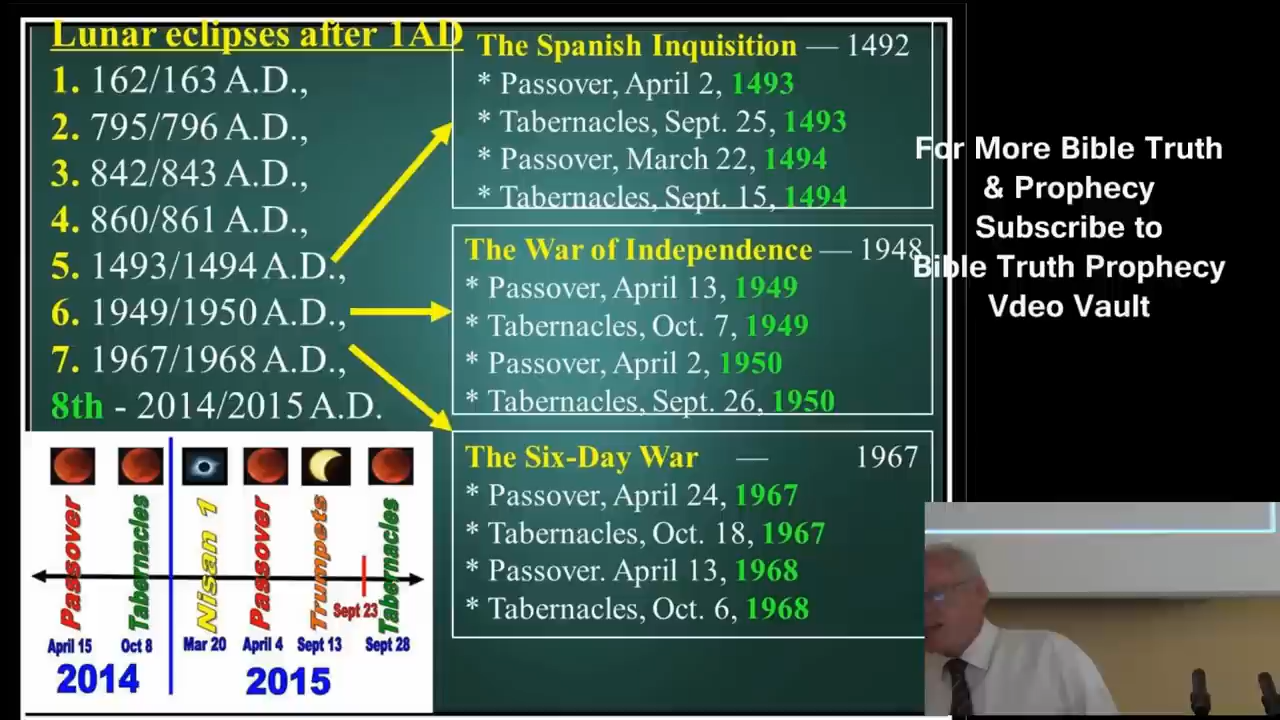 Lunar eclipses after 1AD
1. 162/163 A.D.,
2. 795/796 A.D.,
3. 842/843 A.D.,
4. 860/861 A.D.,
5. 1493/1494 A.D.,
6. 1949/1950 A.D.,
7. 1967/1968 A.D.,
8th - 2014/2015 A.D.
The Spanish Inquisition — 1492
* Passover, April 2, 1493
* Tabernacles, Sept. 25, 1493
* Passover, March 22, 1494
* Tabernacles, Sept. 15, 1494
The War of Independence — 1948
* Passover, April 13, 1949
* Tabernacles, Oct. 7, 1949
* Passover, April 2, 1950
* Tabernacles, Sept. 26, 1950
The Six-Day War — 1967
* Passover, April 24, 1967
* Tabernacles, Oct. 18, 1967
* Passover. April 13, 1968
* Tabernacles, Oct. 6, 1968
Passover
Tabernacles
Nisan 1
Passover
Trumpets
Sept 23
Tabernacles
April 15 Oct 8 Mar 20 April 4 Sept 13 Sept 28
2014 2015
For More Bible Truth
& Prophecy
Subscribe to
Bible Truth Prophecy
Vdeo Vault